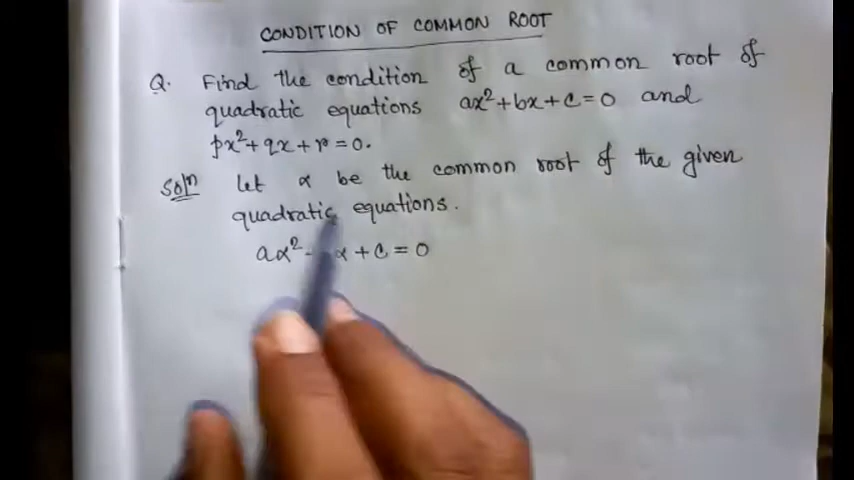 CONDITION OF COMMON ROOT
Q. Find the condition of a common root of
quadratic equations ax²+bx+c=0 and
px²+qx+r=0.
Soln Let α be the common root of the given
quadratic equations.
aα² α+c=0